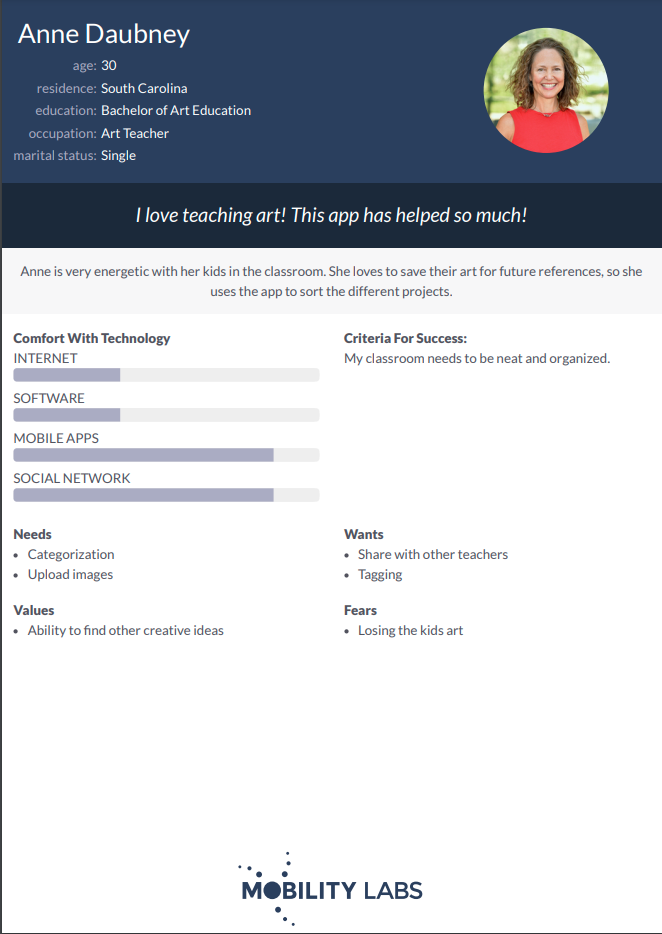 Anne Daubney
age: 30
residence: South Carolina
education: Bachelor of Art Education
occupation: Art Teacher
marital status: Single
I love teaching art! This app has helped so much!
Anne is very energetic with her kids in the classroom. She loves to save their art for future references, so she
uses the app to sort the different projects.
Comfort With Technology
INTERNET
SOFTWARE
MOBILE APPS
SOCIAL NETWORK
Criteria For Success:
My classroom needs to be neat and organized.
Needs
• Categorization
• Upload images
Wants
• Share with other teachers
• Tagging
Values
• Ability to find other creative ideas
Fears
• Losing the kids art
MOBILITY LABS